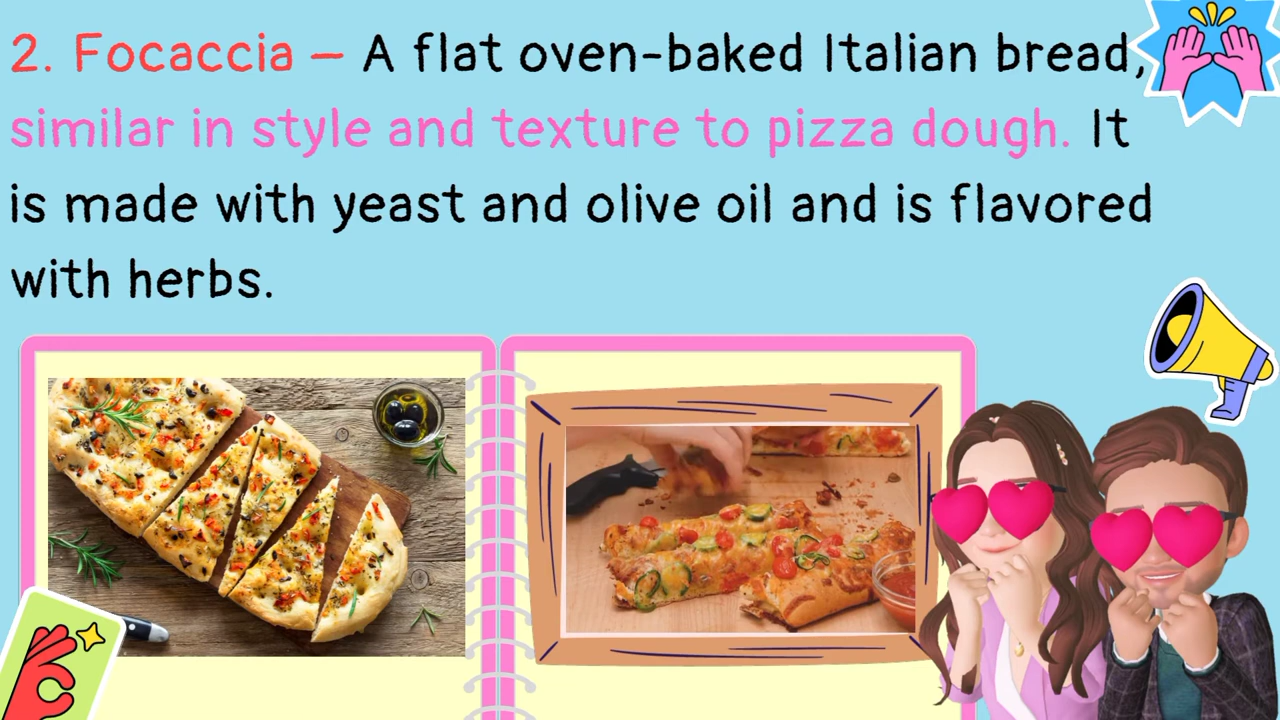 2. Focaccia – A flat oven-baked Italian bread,
similar in style and texture to pizza dough. It
is made with yeast and olive oil and is flavored
with herbs.